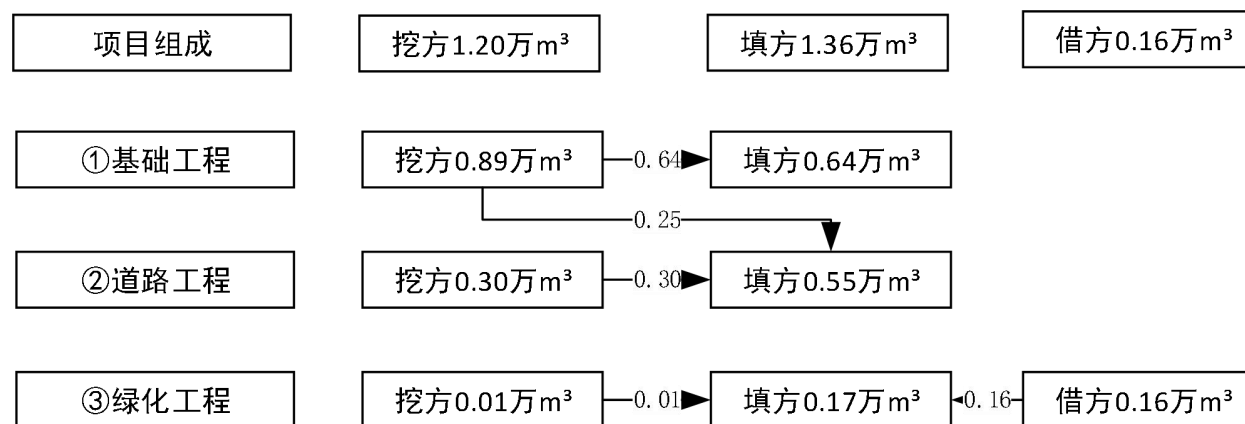 项目组成 挖方1.20万m³ 填方1.36万m³ 借方0.16万m³
①基础工程 挖方0.89万m³ 0.64 填方0.64万m³
0.25
②道路工程 挖方0.30万m³ 0.30 填方0.55万m³
③绿化工程 挖方0.01万m³ 0.01 填方0.17万m³ 0.16 借方0.16万m³